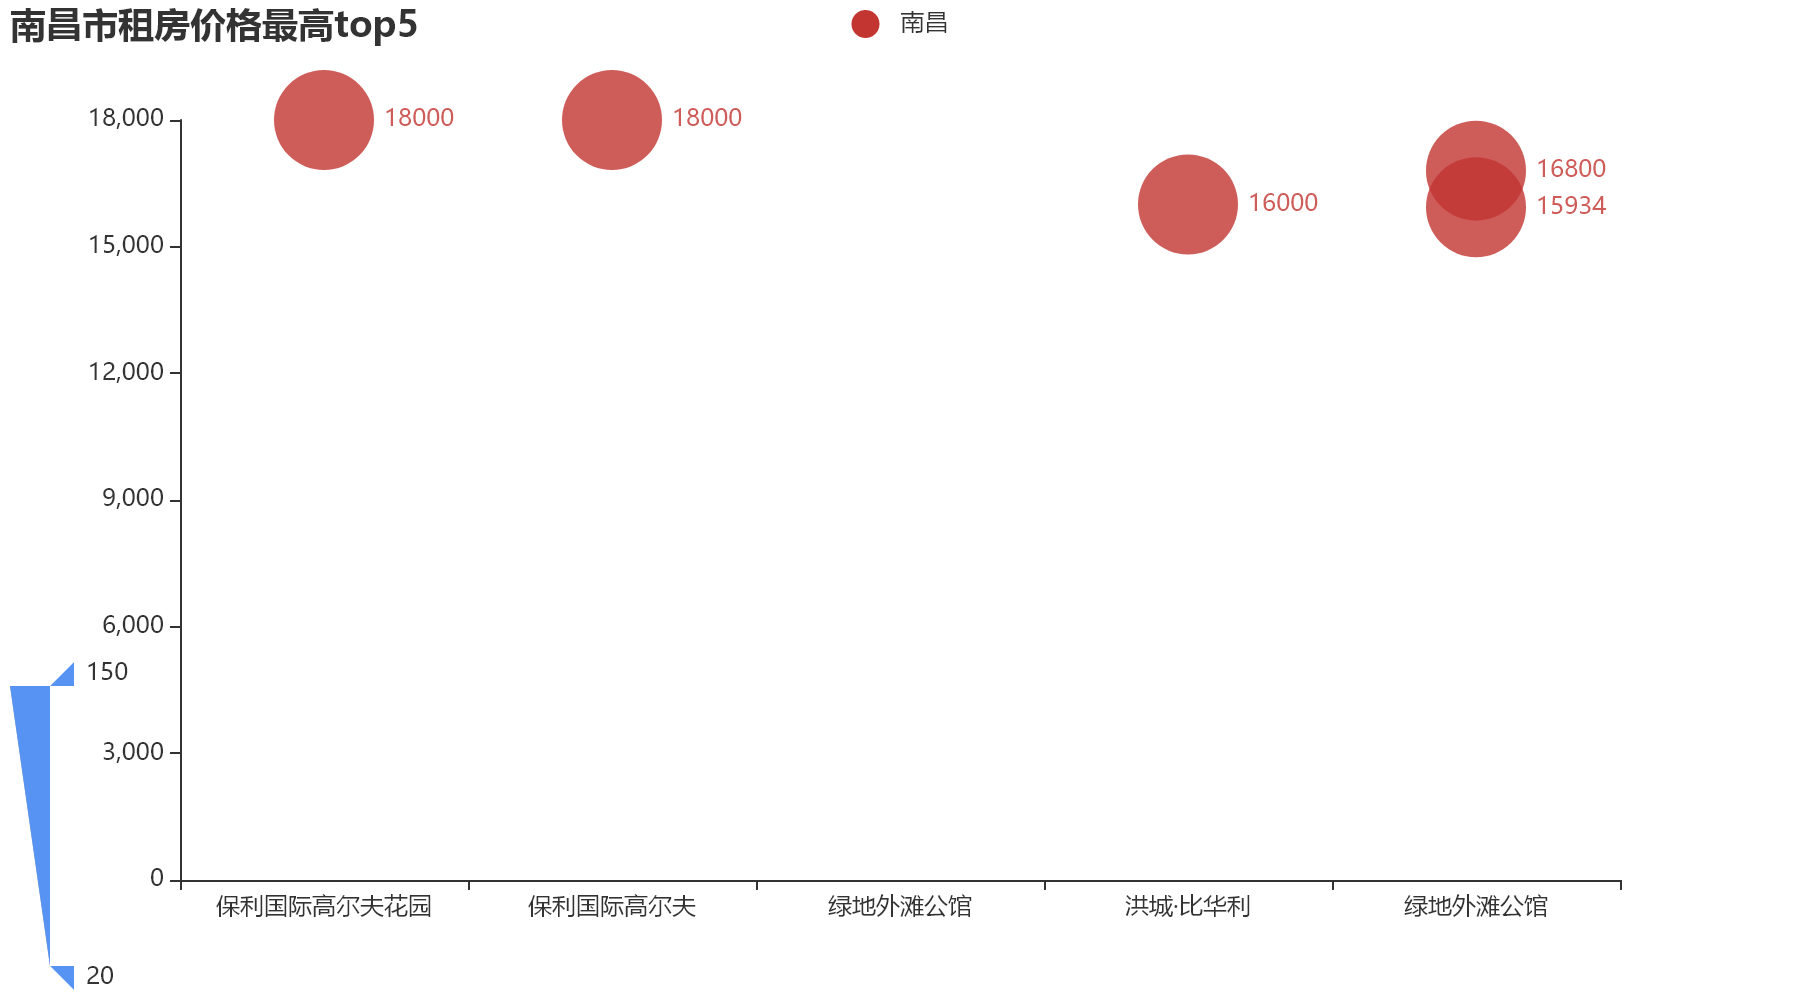 南昌市租房价格最高top5
南昌
18000
18000
16000
16800
15934
18,000
15,000
12,000
9,000
6,000
3,000
0
150
20
保利国际高尔夫花园
保利国际高尔夫
绿地外滩公馆
洪城·比华利
绿地外滩公馆